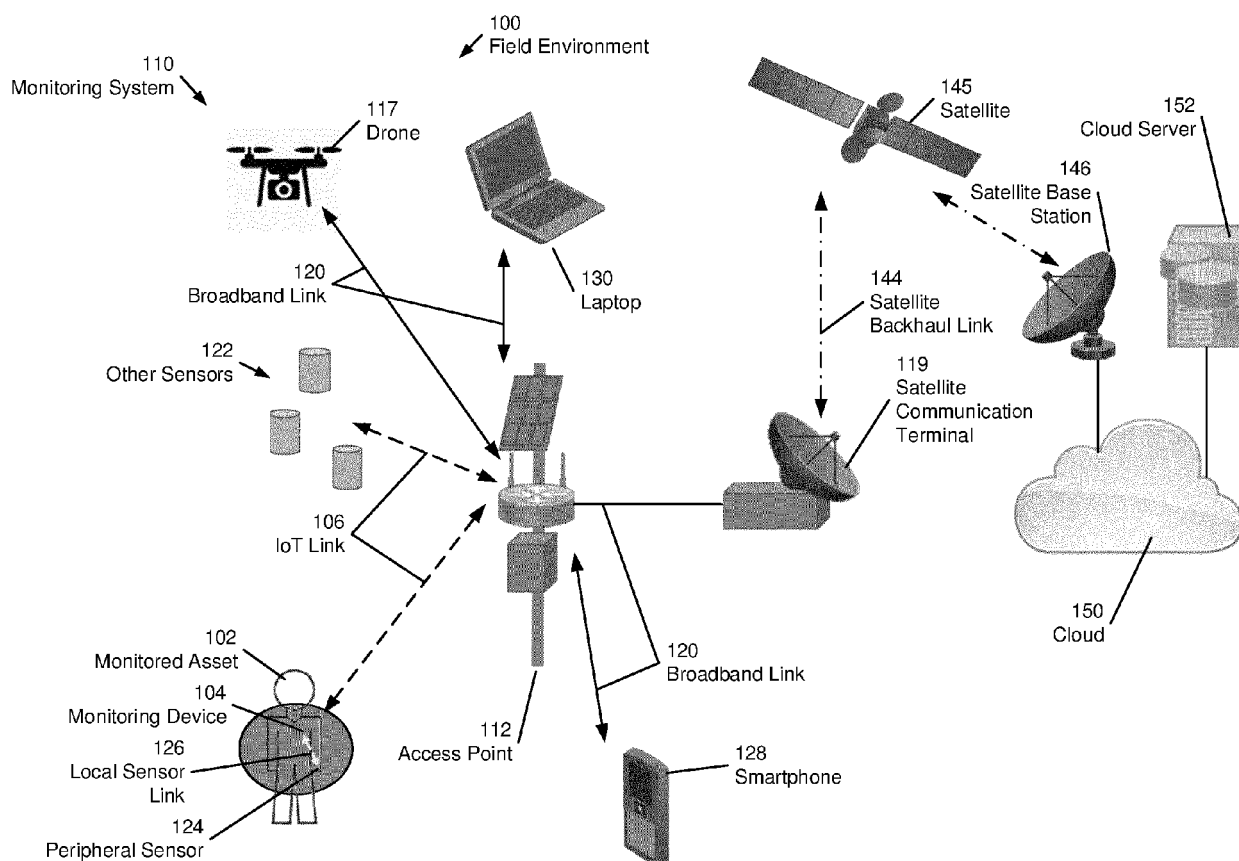 100
Field Environment
110
Monitoring System
117
Drone
145
Satellite
152
Cloud Server
146
Satellite Base
Station
120
Broadband Link
130
Laptop
144
Satellite
Backhaul Link
122
Other Sensors
119
Satellite
Communication
Terminal
106
IoT Link
150
Cloud
102
Monitored Asset
104
Monitoring Device
126
Local Sensor
Link
124
Peripheral Sensor
112
Access Point
120
Broadband Link
128
Smartphone